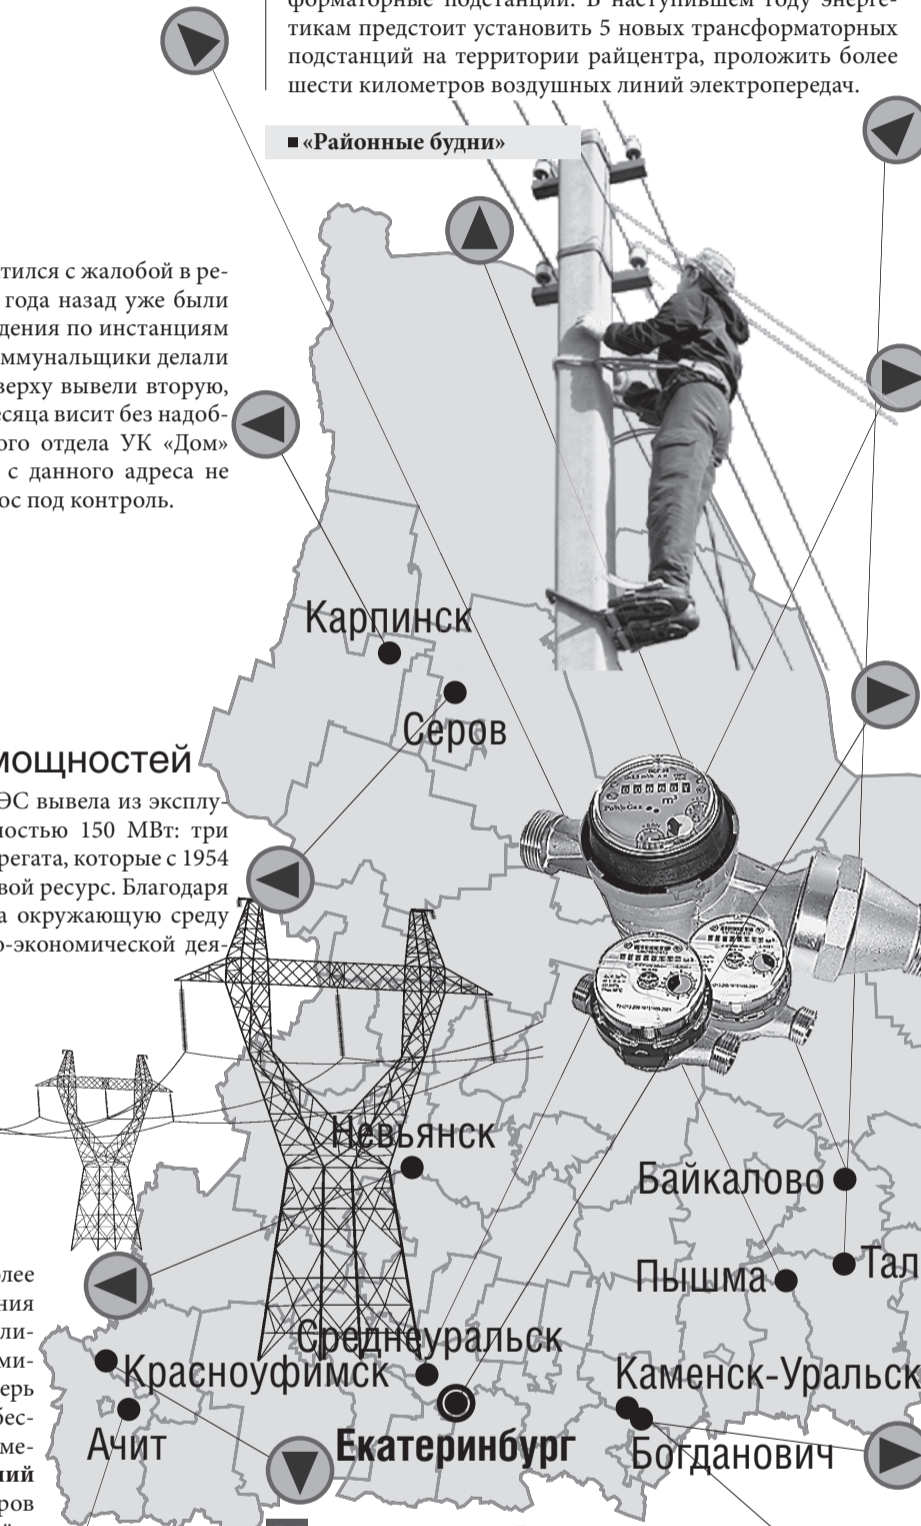 форматорные подстанции. В наступившем году энерге-
тикам предстоит установить 5 новых трансформаторных
подстанций на территории райцентра, проложить более
шести километров воздушных линий электропередач.
«Районные будни»
тился с жалобой в ре-
года назад уже были
дения по инстанциям
ммунальщики делали
верху вывели вторую,
есяца висит без надоб-
ого отдела УК «Дом»
с данного адреса не
ос под контроль.
Карпинск
Серов
мощностей
ЭС вывела из эксплу-
ностью 150 МВт: три
регата, которые с 1954
вой ресурс. Благодаря
а окружающую среду
о-экономической дея-
Невьянск
Байкалово
Пышма
Тал
олее
ния
ли-
ми-
ерь
бес-
ме-
ний
ров
Среднеуральск
Красноуфимск
Каменск-Уральск
Ачит
Екатеринбург
Богданович